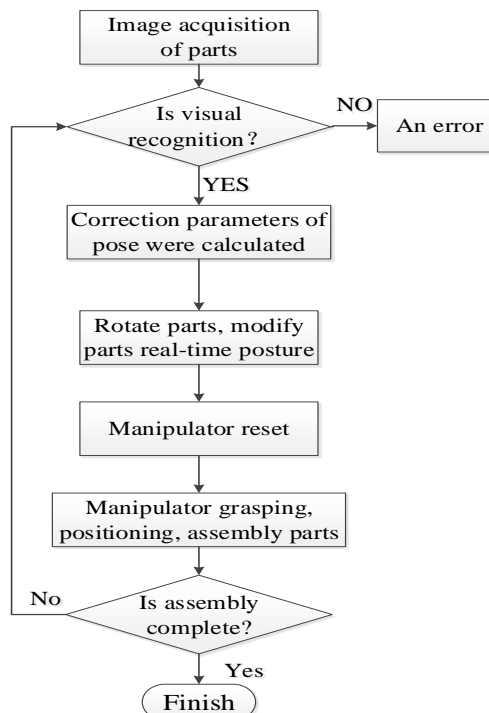 Image acquisition
of parts
Is visual
recognition?
NO
An error
YES
Correction parameters of
pose were calculated
Rotate parts, modify
parts real-time posture
Manipulator reset
Manipulator grasping,
positioning, assembly parts
No
Is assembly
complete?
Yes
Finish